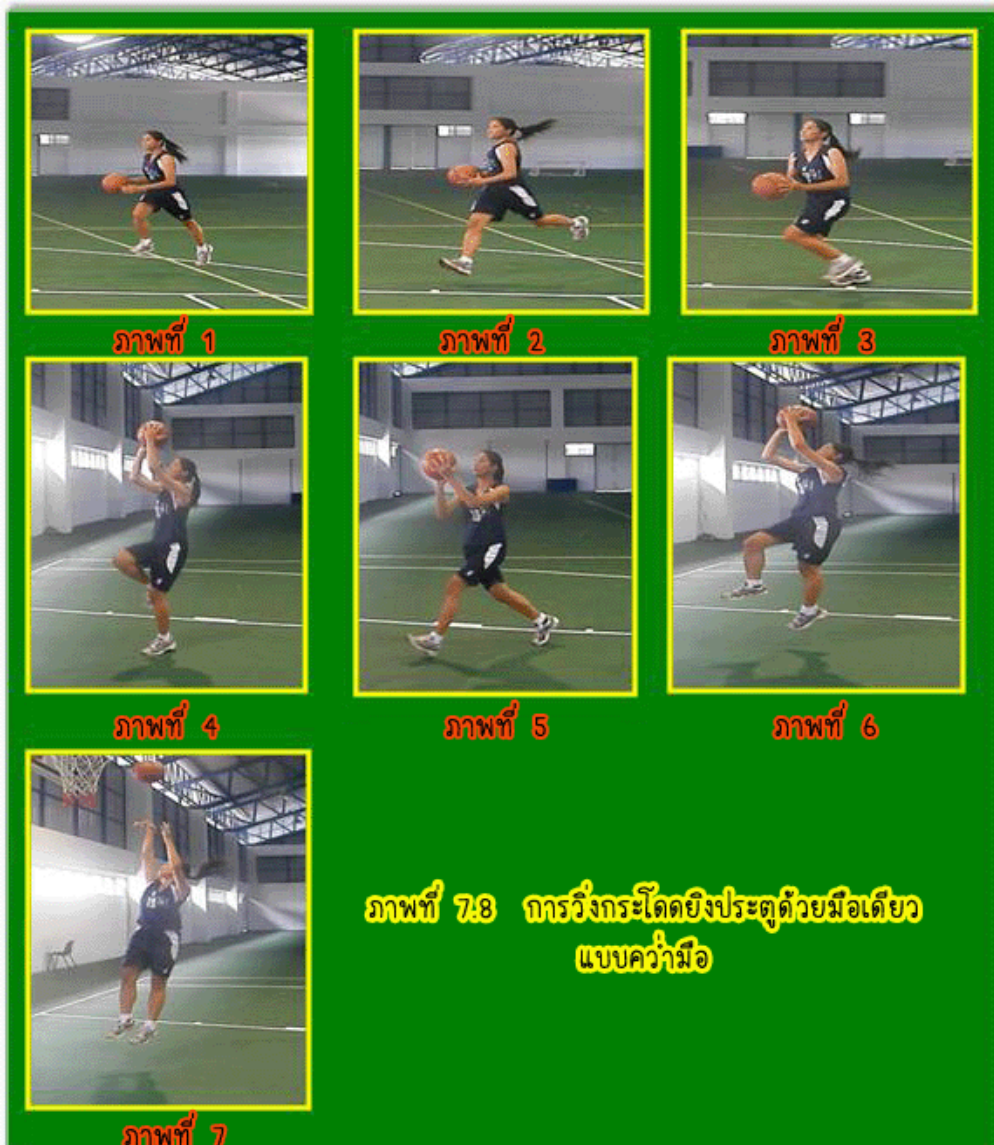 ภาพที่ 1
ภาพที่ 2
ภาพที่ 3
ภาพที่ 4
ภาพที่ 5
ภาพที่ 6
ภาพที่ 7
ภาพที่ 7.8 การวิ่งกระโดดยิงประตูด้วยมือเดียว
แบบคว่ำมือ